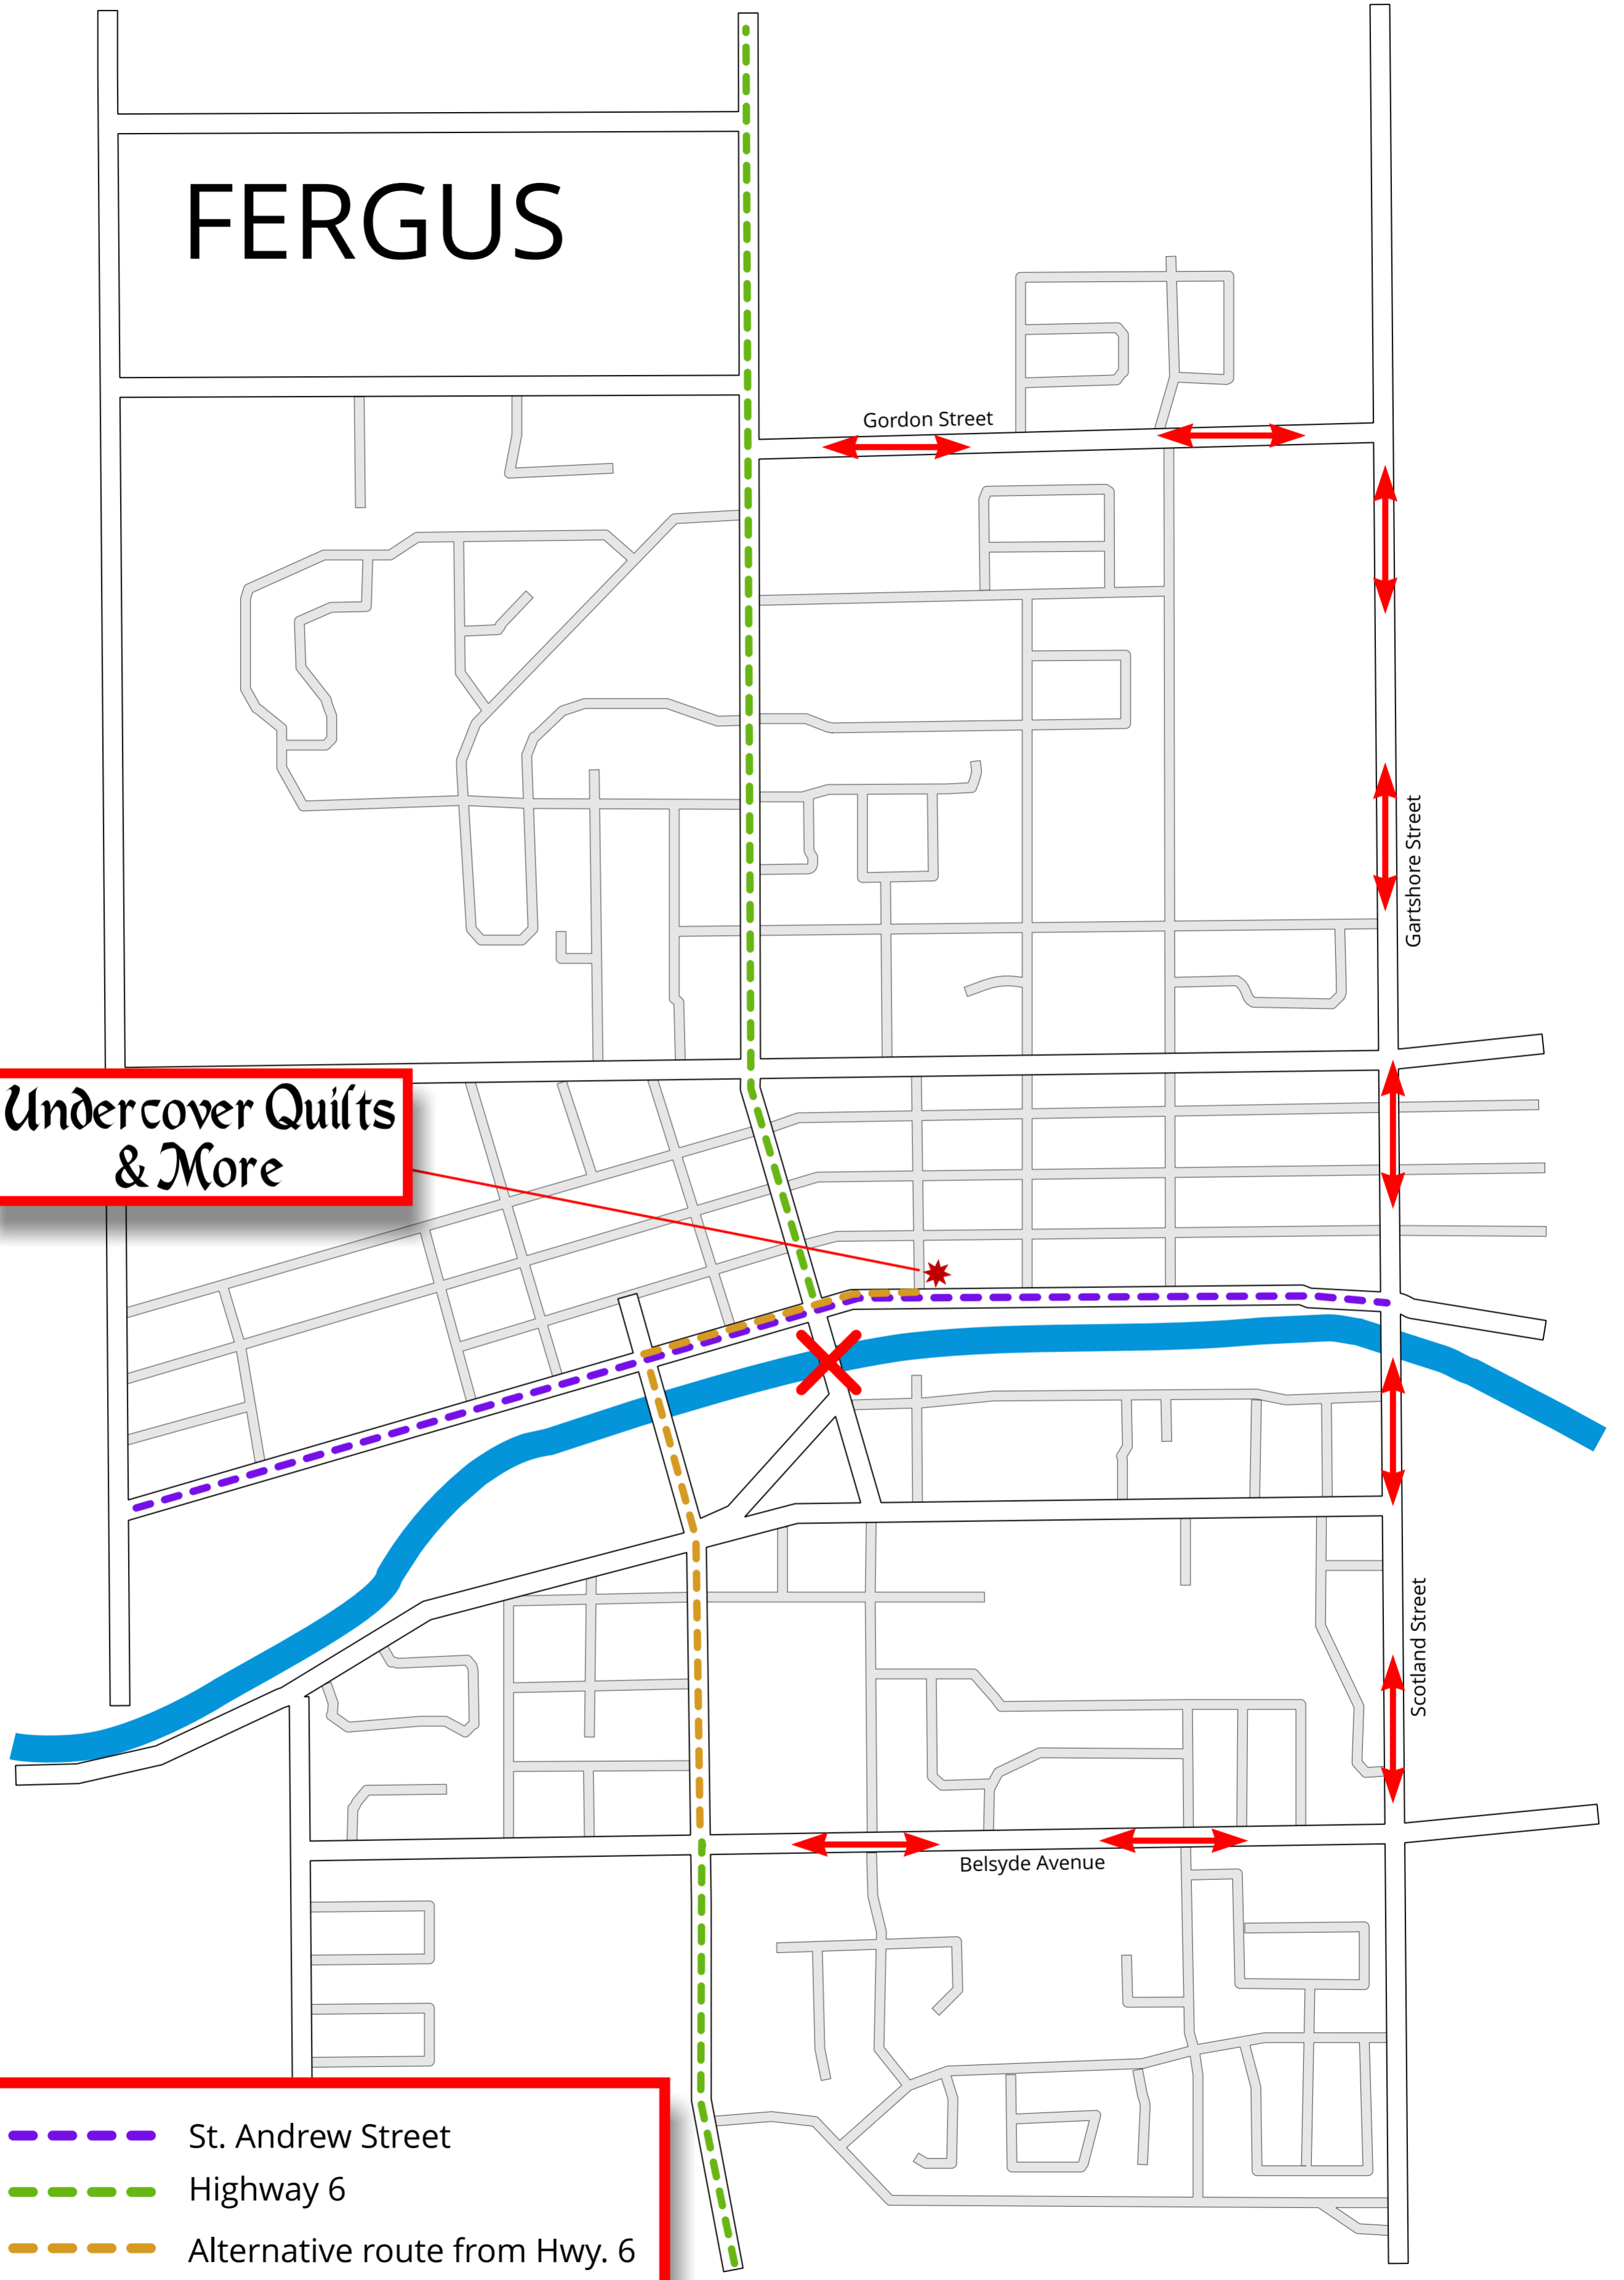 FERGUS
Gordon Street
Gartshore Street
Undercover Quilts
& More
Scotland Street
Belsyde Avenue
St. Andrew Street
Highway 6
Alternative route from Hwy. 6